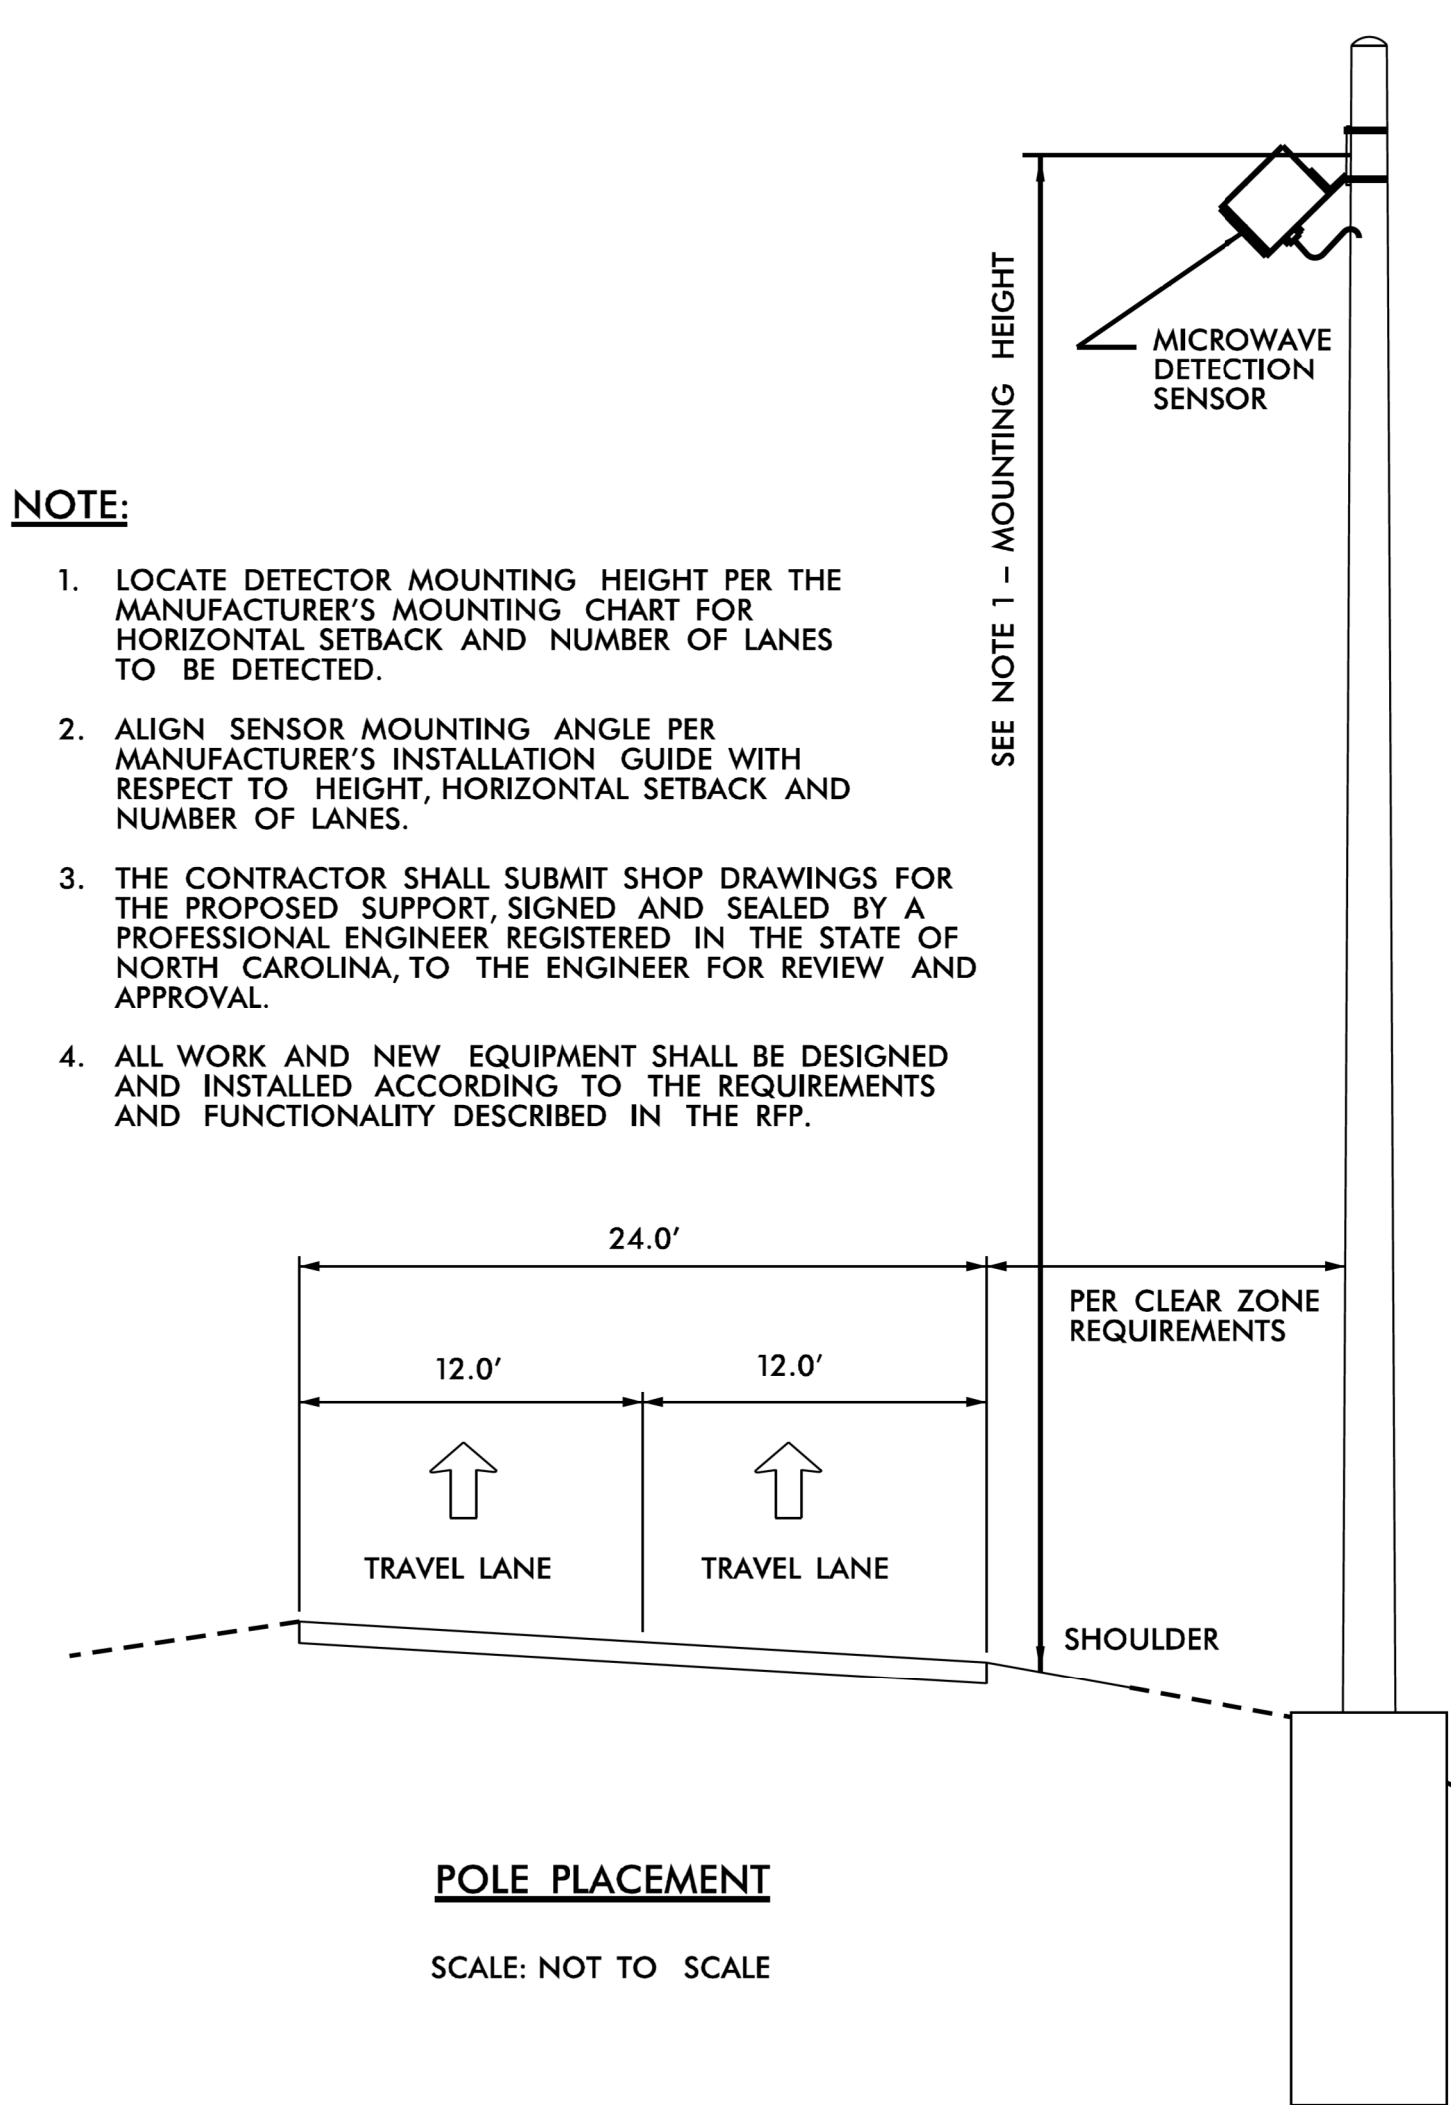 MICROWAVE
DETECTION
SENSOR
SEE NOTE 1 – MOUNTING HEIGHT
NOTE:
1. LOCATE DETECTOR MOUNTING HEIGHT PER THE
MANUFACTURER'S MOUNTING CHART FOR
HORIZONTAL SETBACK AND NUMBER OF LANES
TO BE DETECTED.
2. ALIGN SENSOR MOUNTING ANGLE PER
MANUFACTURER'S INSTALLATION GUIDE WITH
RESPECT TO HEIGHT, HORIZONTAL SETBACK AND
NUMBER OF LANES.
3. THE CONTRACTOR SHALL SUBMIT SHOP DRAWINGS FOR
THE PROPOSED SUPPORT, SIGNED AND SEALED BY A
PROFESSIONAL ENGINEER REGISTERED IN THE STATE OF
NORTH CAROLINA, TO THE ENGINEER FOR REVIEW AND
APPROVAL.
4. ALL WORK AND NEW EQUIPMENT SHALL BE DESIGNED
AND INSTALLED ACCORDING TO THE REQUIREMENTS
AND FUNCTIONALITY DESCRIBED IN THE RFP.
24.0'
PER CLEAR ZONE
REQUIREMENTS
12.0'
12.0'
TRAVEL LANE
TRAVEL LANE
SHOULDER
POLE PLACEMENT
SCALE: NOT TO SCALE